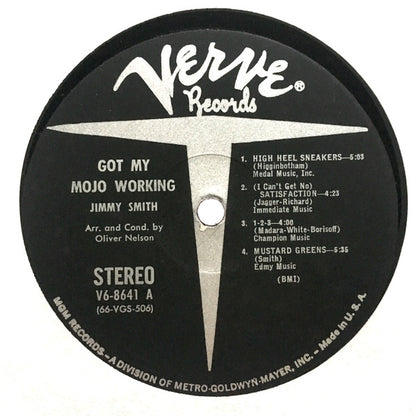 VERVE®
Records
GOT MY
MOJO WORKING
JIMMY SMITH
Arr. and Cond. by
Oliver Nelson
STEREO
V6-8641 A
(66-VGS-506)
1. HIGH HEEL SNEAKERS—5:03
(Higginbotham)
Medal Music, Inc.
2. (I Can't Get No)
SATISFACTION—4:23
(Jagger-Richard)
Immediate Music
3. 1-2-3—4:00
(Madara-White-Borisoff)
Champion Music
4. MUSTARD GREENS—5:35
(Smith)
Edmy Music
(BMI)
MGM RECORDS—A DIVISION OF METRO-GOLDWYN-MAYER, INC.—Made in U. S. A.